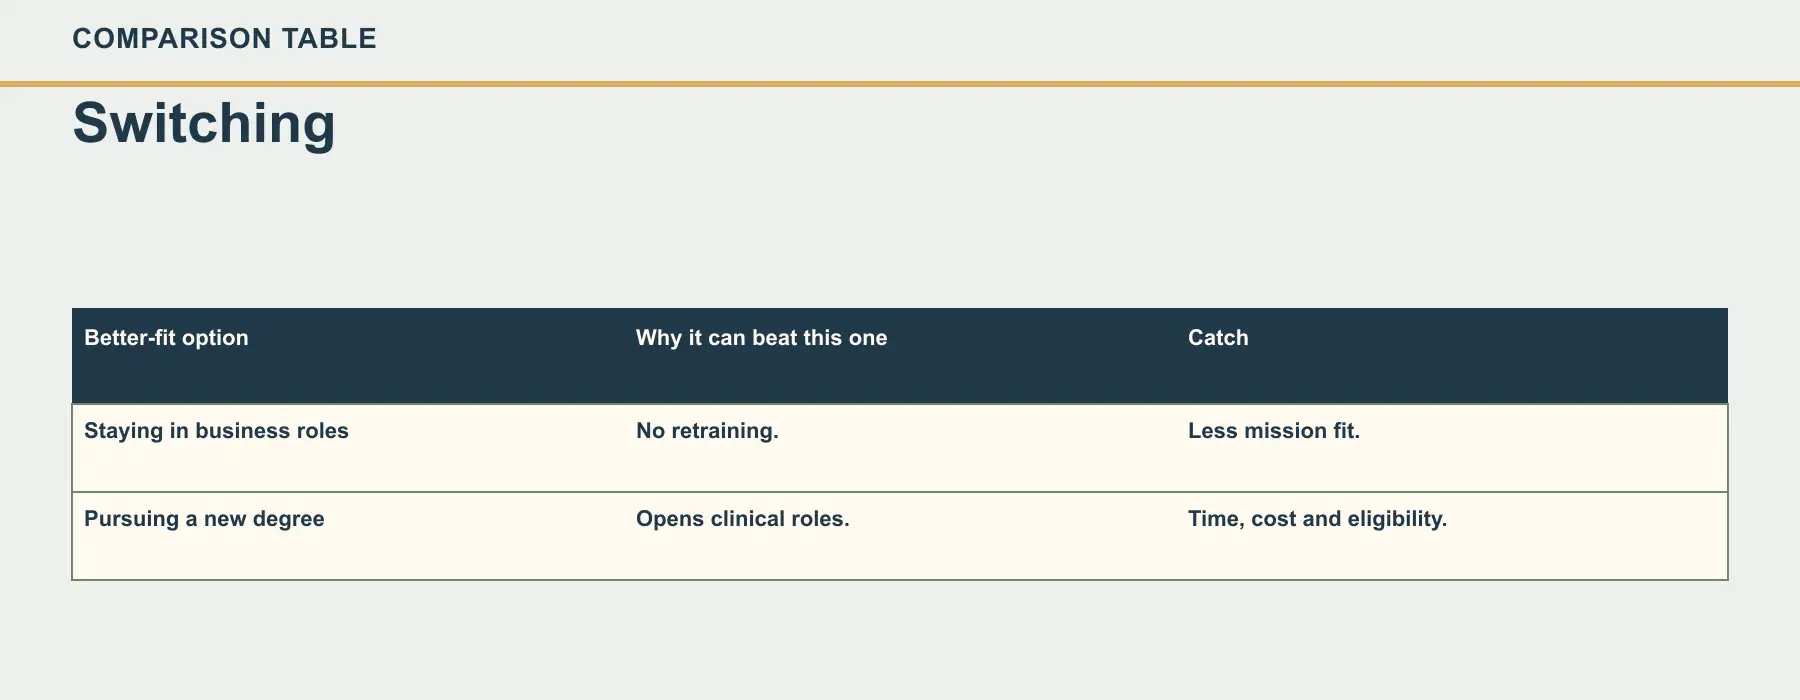 COMPARISON TABLE
Switching
Better-fit option Why it can beat this one Catch
Staying in business roles No retraining. Less mission fit.
Pursuing a new degree Opens clinical roles. Time, cost and eligibility.